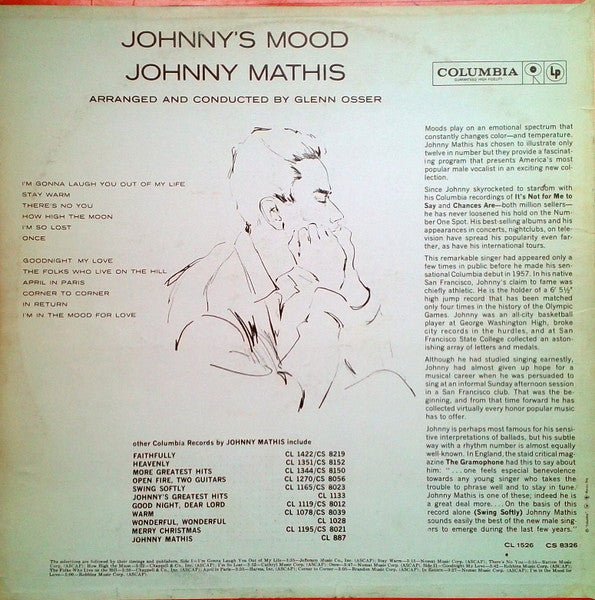 JOHNNY'S MOOD
JOHNNY MATHIS
ARRANGED AND CONDUCTED BY GLENN OSSER
COLUMBIA
GUARANTEED HIGH FIDELITY
LP
I'M GONNA LAUGH YOU OUT OF MY LIFE
STAY WARM
THERE'S NO YOU
HOW HIGH THE MOON
I'M SO LOST
ONCE
GOODNIGHT MY LOVE
THE FOLKS WHO LIVE ON THE HILL
APRIL IN PARIS
CORNER TO CORNER
IN RETURN
I'M IN THE MOOD FOR LOVE
Moods play on an emotional spectrum that
constantly changes color—and temperature.
Johnny Mathis has chosen to illustrate only
twelve in number but they provide a fascinat-
ing program that presents America's most
popular male vocalist in an exciting new col-
lection.
Since Johnny skyrocketed to stardom with
his Columbia recordings of It's Not for Me to
Say and Chances Are—both million sellers—
he has never loosened his hold on the Num-
ber One Spot. His best-selling albums and his
appearances in concerts, nightclubs, on tele-
vision have spread his popularity even far-
ther, as have his international tours.
This remarkable singer had appeared only a
few times in public before he made his sen-
sational Columbia debut in 1957. In his native
San Francisco, Johnny's claim to fame was
chiefly athletic. He is the holder of a 6' 5½"
high jump record that has been matched
only four times in the history of the Olympic
Games. Johnny was an all-city basketball
player at George Washington High, broke
city records in the hurdles, and at San
Francisco State College collected an aston-
ishing array of letters and medals.
Although he had studied singing earnestly,
Johnny had almost given up hope for a
musical career when he was persuaded to
sing at an informal Sunday afternoon session
in a San Francisco club. That was the be-
ginning, and from that time forward he has
collected virtually every honor popular music
has to offer.
Johnny is perhaps most famous for his sensi-
tive interpretations of ballads, but his subtle
way with a rhythm number is almost equally
well-known. In England, the staid critical mag-
azine The Gramophone had this to say about
him: "... one feels especial benevolence
towards any young singer who takes the
trouble to phrase well and to stay in tune.
Johnny Mathis is one of these; indeed he is
a great deal more.... On the basis of this
record alone (Swing Softly) Johnny Mathis
sounds easily the best of the new male sing-
ers to emerge during the last few years."
CL 1526 CS 8326
other Columbia Records by JOHNNY MATHIS include
FAITHFULLY CL 1422/CS 8219
HEAVENLY CL 1351/CS 8152
MORE GREATEST HITS CL 1344/CS 8150
OPEN FIRE, TWO GUITARS CL 1270/CS 8056
SWING SOFTLY CL 1165/CS 8023
JOHNNY'S GREATEST HITS CL 1133
GOOD NIGHT, DEAR LORD CL 1119/CS 8012
WARM CL 1078/CS 8039
WONDERFUL, WONDERFUL CL 1028
MERRY CHRISTMAS CL 1195/CS 8021
JOHNNY MATHIS CL 887
The selections are followed by their timings and publishers. Side I—I'm Gonna Laugh You Out of My Life